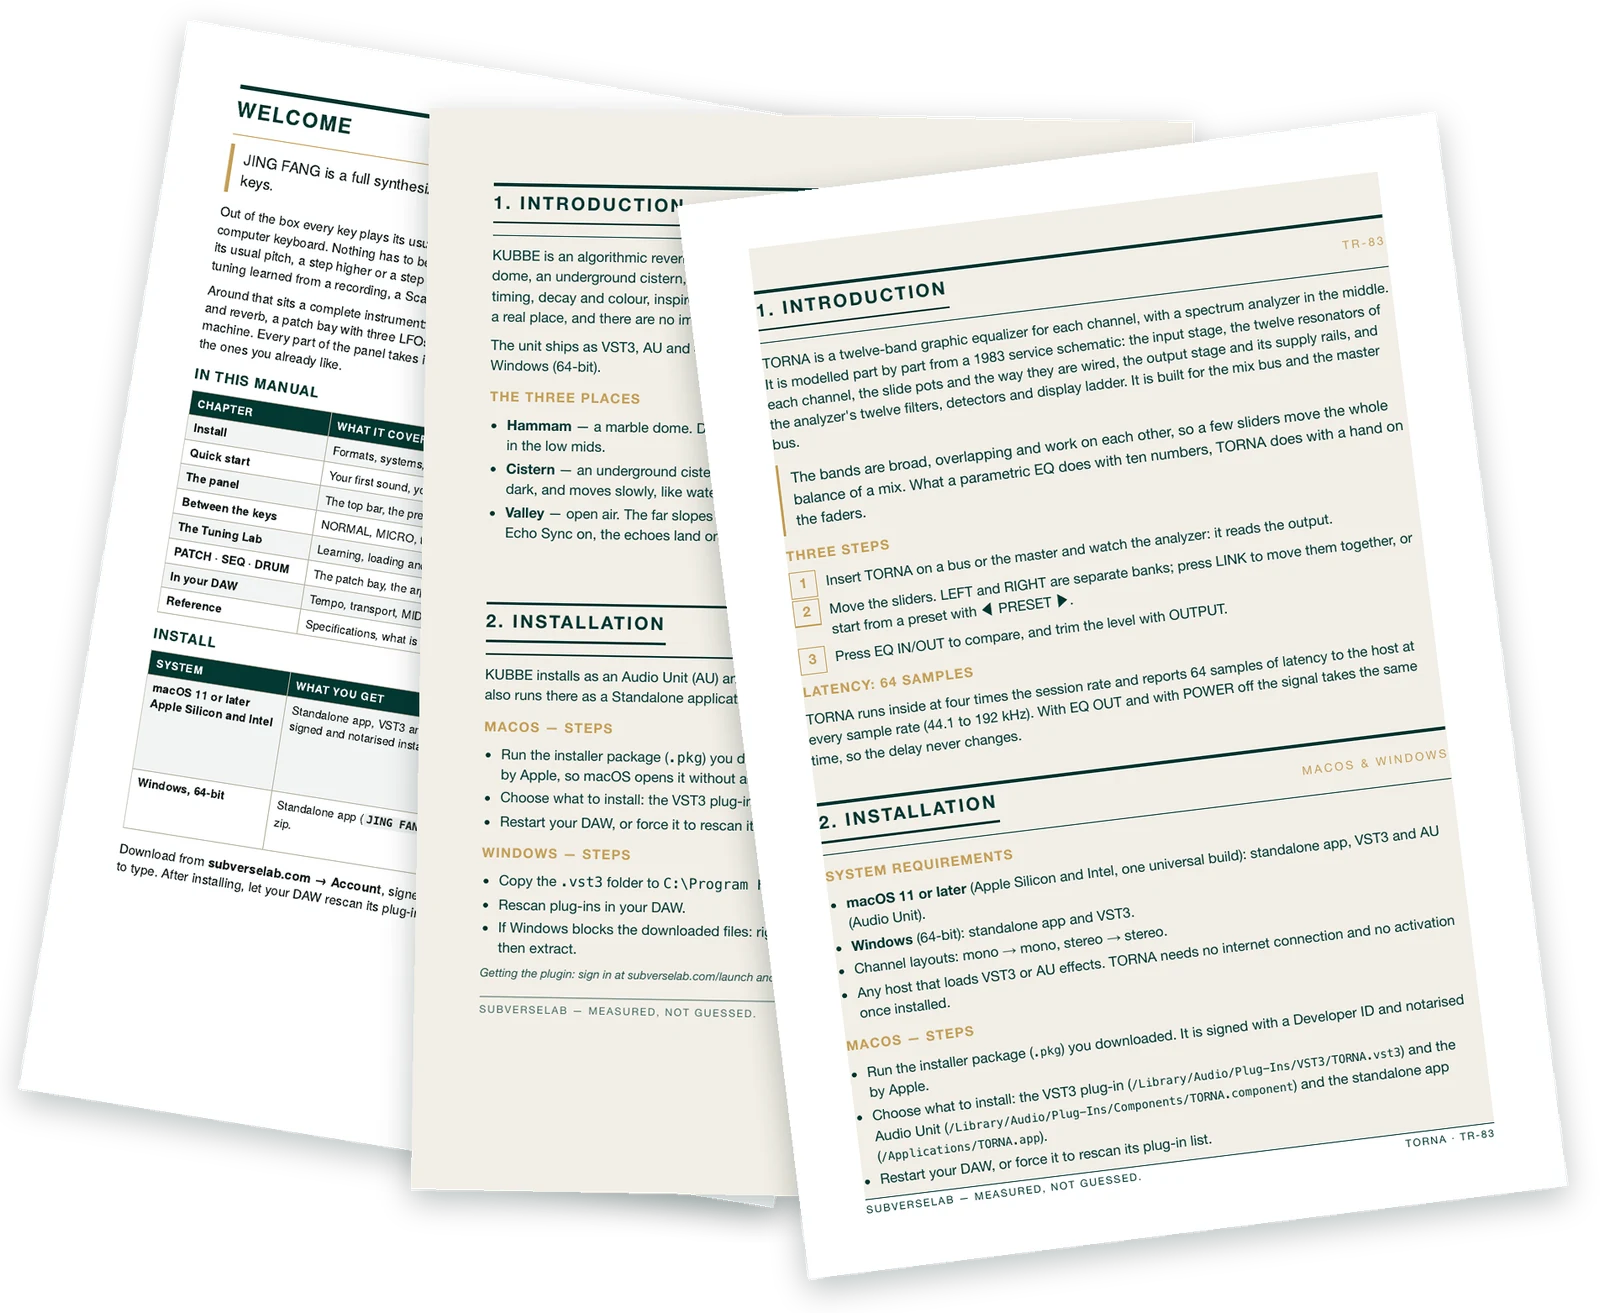 WELCOME
JING FANG is a full synthesi
keys.
Out of the box every key plays its usu
computer keyboard. Nothing has to be
its usual pitch, a step higher or a step
tuning learned from a recording, a Sca
Around that sits a complete instrument:
and reverb, a patch bay with three LFOs
machine. Every part of the panel takes i
the ones you already like.
IN THIS MANUAL
CHAPTER WHAT IT COVER
Install Formats, systems,
Quick start Your first sound, yo
The panel The top bar, the pre
Between the keys NORMAL, MICRO,
The Tuning Lab Learning, loading and
PATCH · SEQ · DRUM The patch bay, the ar
In your DAW Tempo, transport, MID
Reference Specifications, what is
INSTALL
SYSTEM WHAT YOU GET
macOS 11 or later Standalone app, VST3 an
Apple Silicon and Intel signed and notarised insta
Windows, 64-bit Standalone app ( JING FAN
zip.
Download from subverselab.com → Account, signe
to type. After installing, let your DAW rescan its plug-in
1. INTRODUCTION
KUBBE is an algorithmic rever
dome, an underground cistern,
timing, decay and colour, inspir
a real place, and there are no im
The unit ships as VST3, AU and
Windows (64-bit).
THE THREE PLACES
• Hammam — a marble dome. D
in the low mids.
• Cistern — an underground ciste
dark, and moves slowly, like wate
• Valley — open air. The far slopes
Echo Sync on, the echoes land or
2. INSTALLATION
KUBBE installs as an Audio Unit (AU) an
also runs there as a Standalone applicat
MACOS — STEPS
• Run the installer package (.pkg) you d
by Apple, so macOS opens it without a
• Choose what to install: the VST3 plug-in
• Restart your DAW, or force it to rescan it
WINDOWS — STEPS
• Copy the .vst3 folder to C:\Program F
• Rescan plug-ins in your DAW.
• If Windows blocks the downloaded files: rig
then extract.
Getting the plugin: sign in at subverselab.com/launch and
SUBVERSELAB — MEASURED, NOT GUESSED.
TR-83
1. INTRODUCTION
TORNA is a twelve-band graphic equalizer for each channel, with a spectrum analyzer in the middle.
It is modelled part by part from a 1983 service schematic: the input stage, the twelve resonators of
each channel, the slide pots and the way they are wired, the output stage and its supply rails, and
the analyzer's twelve filters, detectors and display ladder. It is built for the mix bus and the master
bus.
The bands are broad, overlapping and work on each other, so a few sliders move the whole
balance of a mix. What a parametric EQ does with ten numbers, TORNA does with a hand on
the faders.
THREE STEPS
1 Insert TORNA on a bus or the master and watch the analyzer: it reads the output.
2 Move the sliders. LEFT and RIGHT are separate banks; press LINK to move them together, or
start from a preset with ◀ PRESET ▶.
3 Press EQ IN/OUT to compare, and trim the level with OUTPUT.
LATENCY: 64 SAMPLES
TORNA runs inside at four times the session rate and reports 64 samples of latency to the host at
every sample rate (44.1 to 192 kHz). With EQ OUT and with POWER off the signal takes the same
time, so the delay never changes.
MACOS & WINDOWS
2. INSTALLATION
SYSTEM REQUIREMENTS
• macOS 11 or later (Apple Silicon and Intel, one universal build): standalone app, VST3 and AU
(Audio Unit).
• Windows (64-bit): standalone app and VST3.
• Channel layouts: mono → mono, stereo → stereo.
• Any host that loads VST3 or AU effects. TORNA needs no internet connection and no activation
once installed.
MACOS — STEPS
• Run the installer package (.pkg) you downloaded. It is signed with a Developer ID and notarised
by Apple.
• Choose what to install: the VST3 plug-in (/Library/Audio/Plug-Ins/VST3/TORNA.vst3) and the
Audio Unit (/Library/Audio/Plug-Ins/Components/TORNA.component) and the standalone app
(/Applications/TORNA.app).
• Restart your DAW, or force it to rescan its plug-in list.
SUBVERSELAB — MEASURED, NOT GUESSED.
TORNA · TR-83